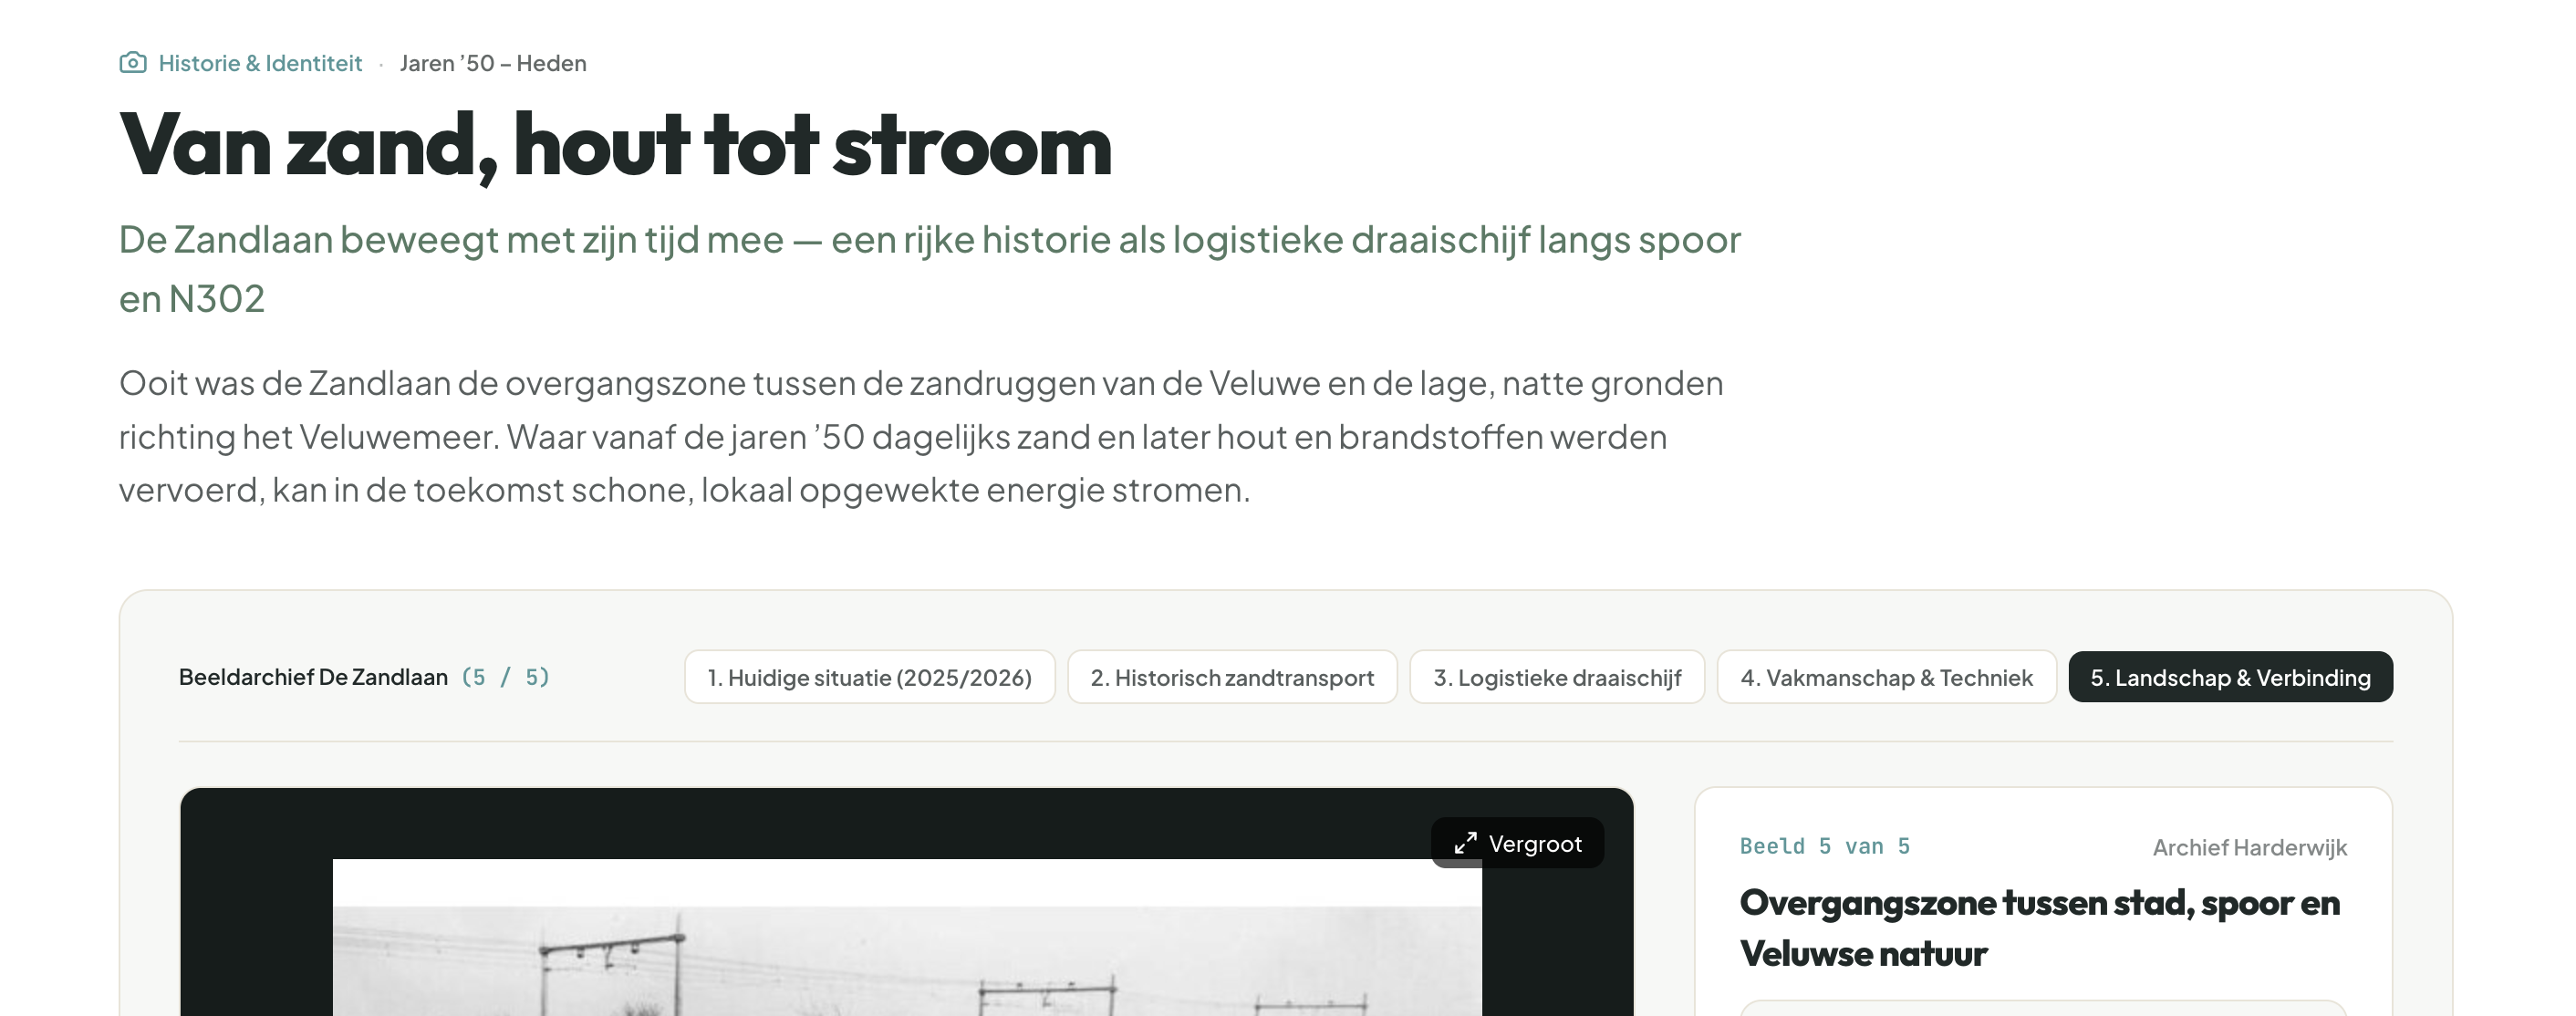 Historie & Identiteit · Jaren ’50 – Heden
Van zand, hout tot stroom
De Zandlaan beweegt met zijn tijd mee — een rijke historie als logistieke draaischijf langs spoor
en N302
Ooit was de Zandlaan de overgangszone tussen de zandruggen van de Veluwe en de lage, natte gronden
richting het Veluwemeer. Waar vanaf de jaren ’50 dagelijks zand en later hout en brandstoffen werden
vervoerd, kan in de toekomst schone, lokaal opgewekte energie stromen.
Beeldarchief De Zandlaan (5 / 5)
1. Huidige situatie (2025/2026)
2. Historisch zandtransport
3. Logistieke draaischijf
4. Vakmanschap & Techniek
5. Landschap & Verbinding
Vergroot
Beeld 5 van 5
Archief Harderwijk
Overgangszone tussen stad, spoor en
Veluwse natuur